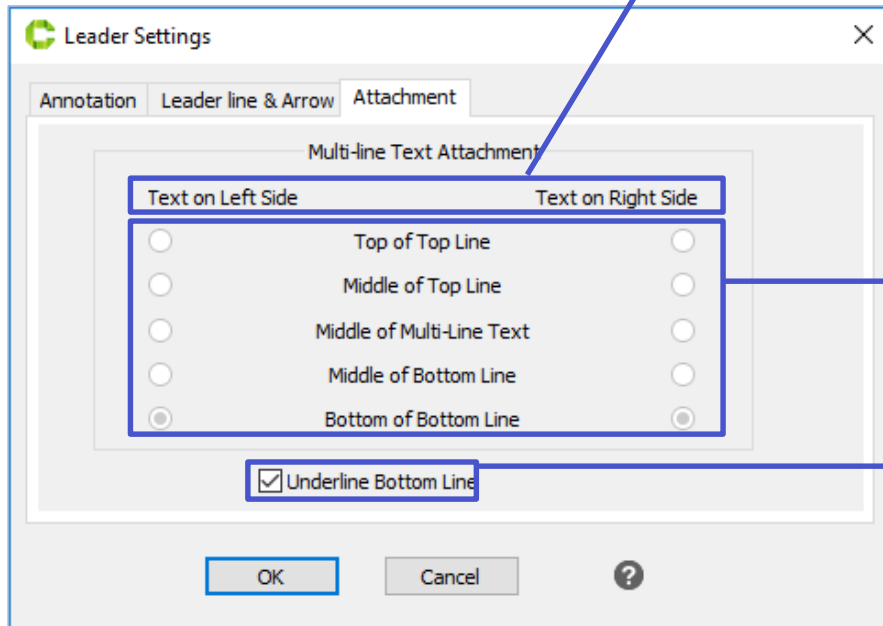 Leader Settings
Annotation Leader line & Arrow Attachment
Multi-line Text Attachment
Text on Left Side Text on Right Side
Top of Top Line
Middle of Top Line
Middle of Multi-Line Text
Middle of Bottom Line
Bottom of Bottom Line
Underline Bottom Line
OK Cancel ?